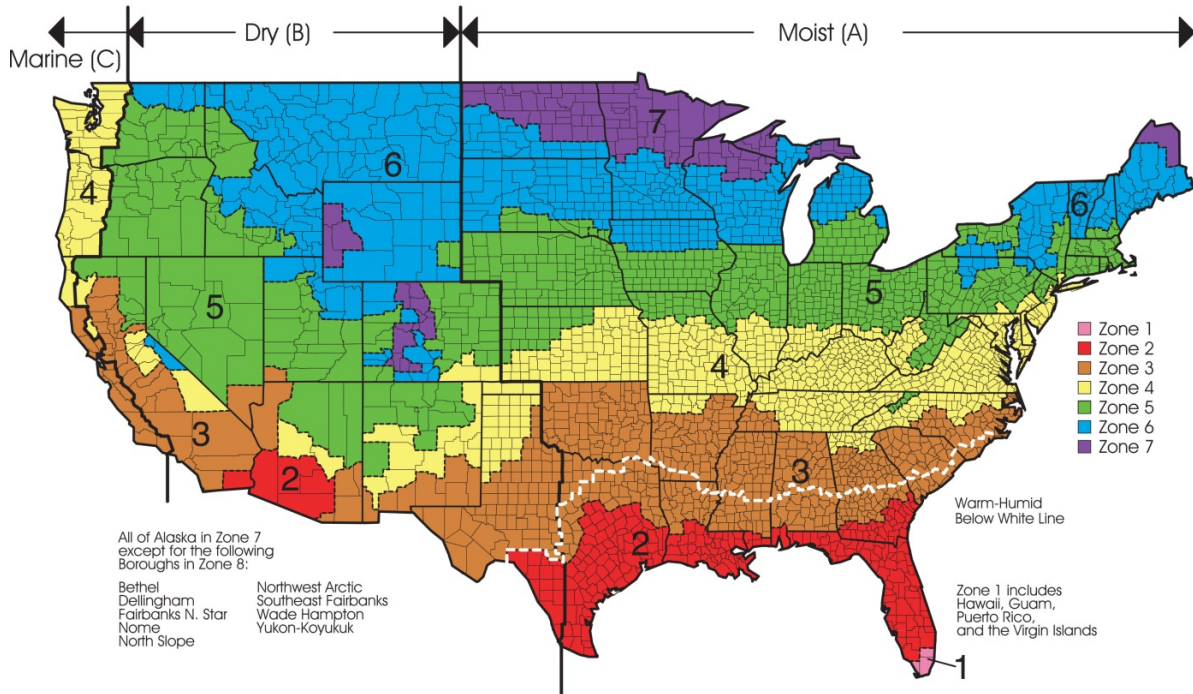 Marine (C)
Dry (B)
Moist (A)
7
6
4
6
5
5
4
3
3
2
2
1
Zone 1
Zone 2
Zone 3
Zone 4
Zone 5
Zone 6
Zone 7
Warm-Humid
Below White Line
All of Alaska in Zone 7
except for the following
Boroughs in Zone 8:
Bethel
Dellingham
Fairbanks N. Star
Nome
North Slope
Northwest Arctic
Southeast Fairbanks
Wade Hampton
Yukon-Koyukuk
Zone 1 includes
Hawaii, Guam,
Puerto Rico,
and the Virgin Islands